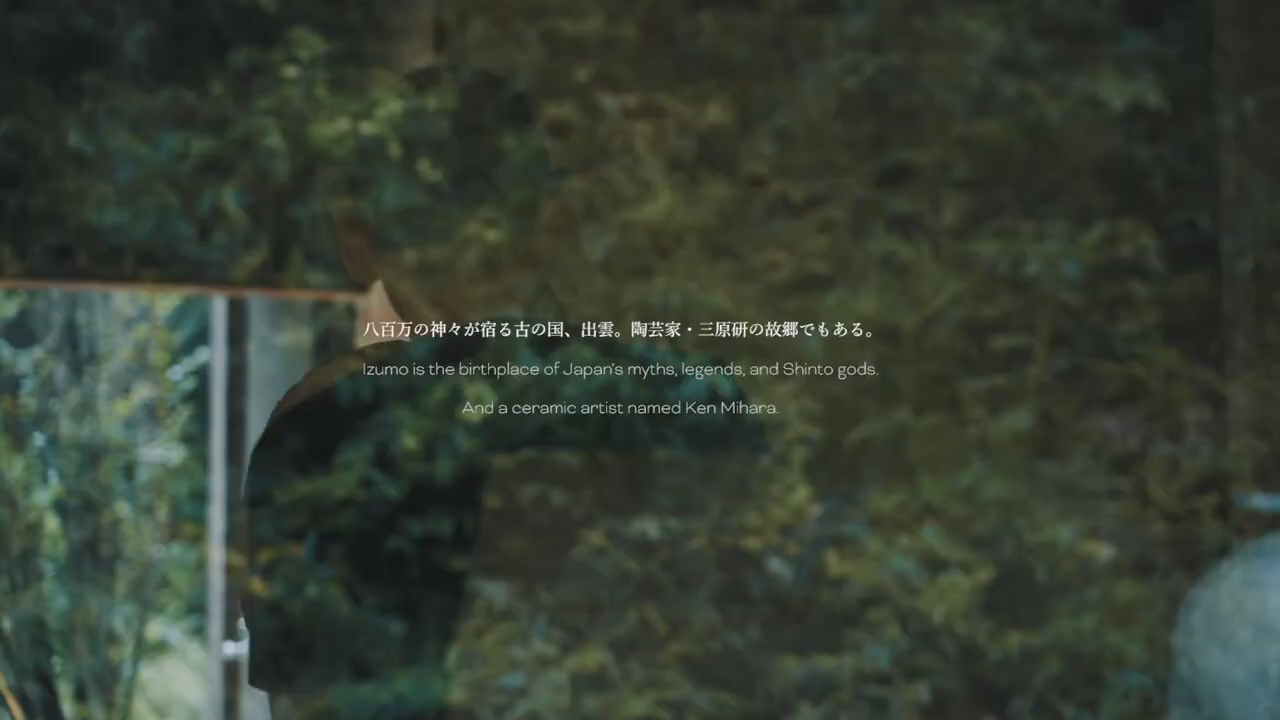 八百万の神々が宿る古の国、出雲。陶芸家・三原研の故郷でもある。
Izumo is the birthplace of Japan's myths, legends, and Shinto gods.
And a ceramic artist named Ken Mihara.